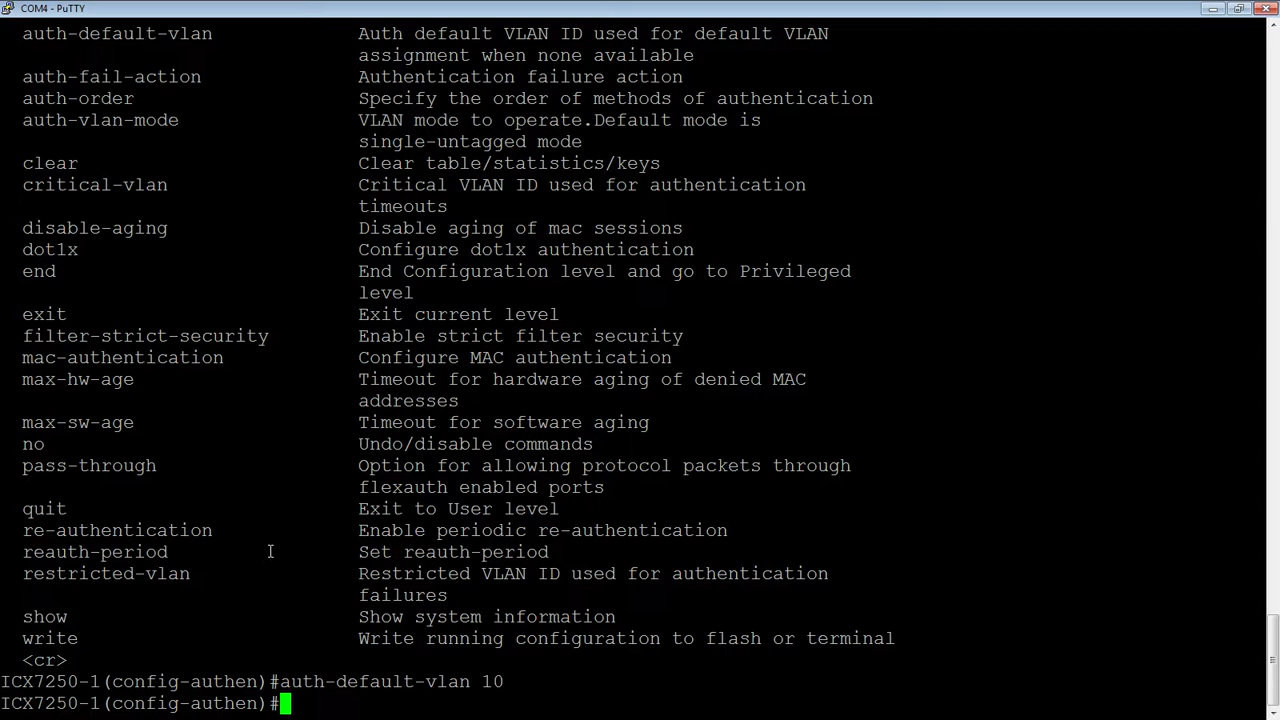 COM4 - PuTTY
auth-default-vlan Auth default VLAN ID used for default VLAN
assignment when none available
auth-fail-action Authentication failure action
auth-order Specify the order of methods of authentication
auth-vlan-mode VLAN mode to operate.Default mode is
single-untagged mode
clear Clear table/statistics/keys
critical-vlan Critical VLAN ID used for authentication
timeouts
disable-aging Disable aging of mac sessions
dot1x Configure dot1x authentication
end End Configuration level and go to Privileged
level
exit Exit current level
filter-strict-security Enable strict filter security
mac-authentication Configure MAC authentication
max-hw-age Timeout for hardware aging of denied MAC
addresses
max-sw-age Timeout for software aging
no Undo/disable commands
pass-through Option for allowing protocol packets through
flexauth enabled ports
quit Exit to User level
re-authentication Enable periodic re-authentication
reauth-period Set reauth-period
restricted-vlan Restricted VLAN ID used for authentication
failures
show Show system information
write Write running configuration to flash or terminal
<cr>
ICX7250-1(config-authen)#auth-default-vlan 10
ICX7250-1(config-authen)#